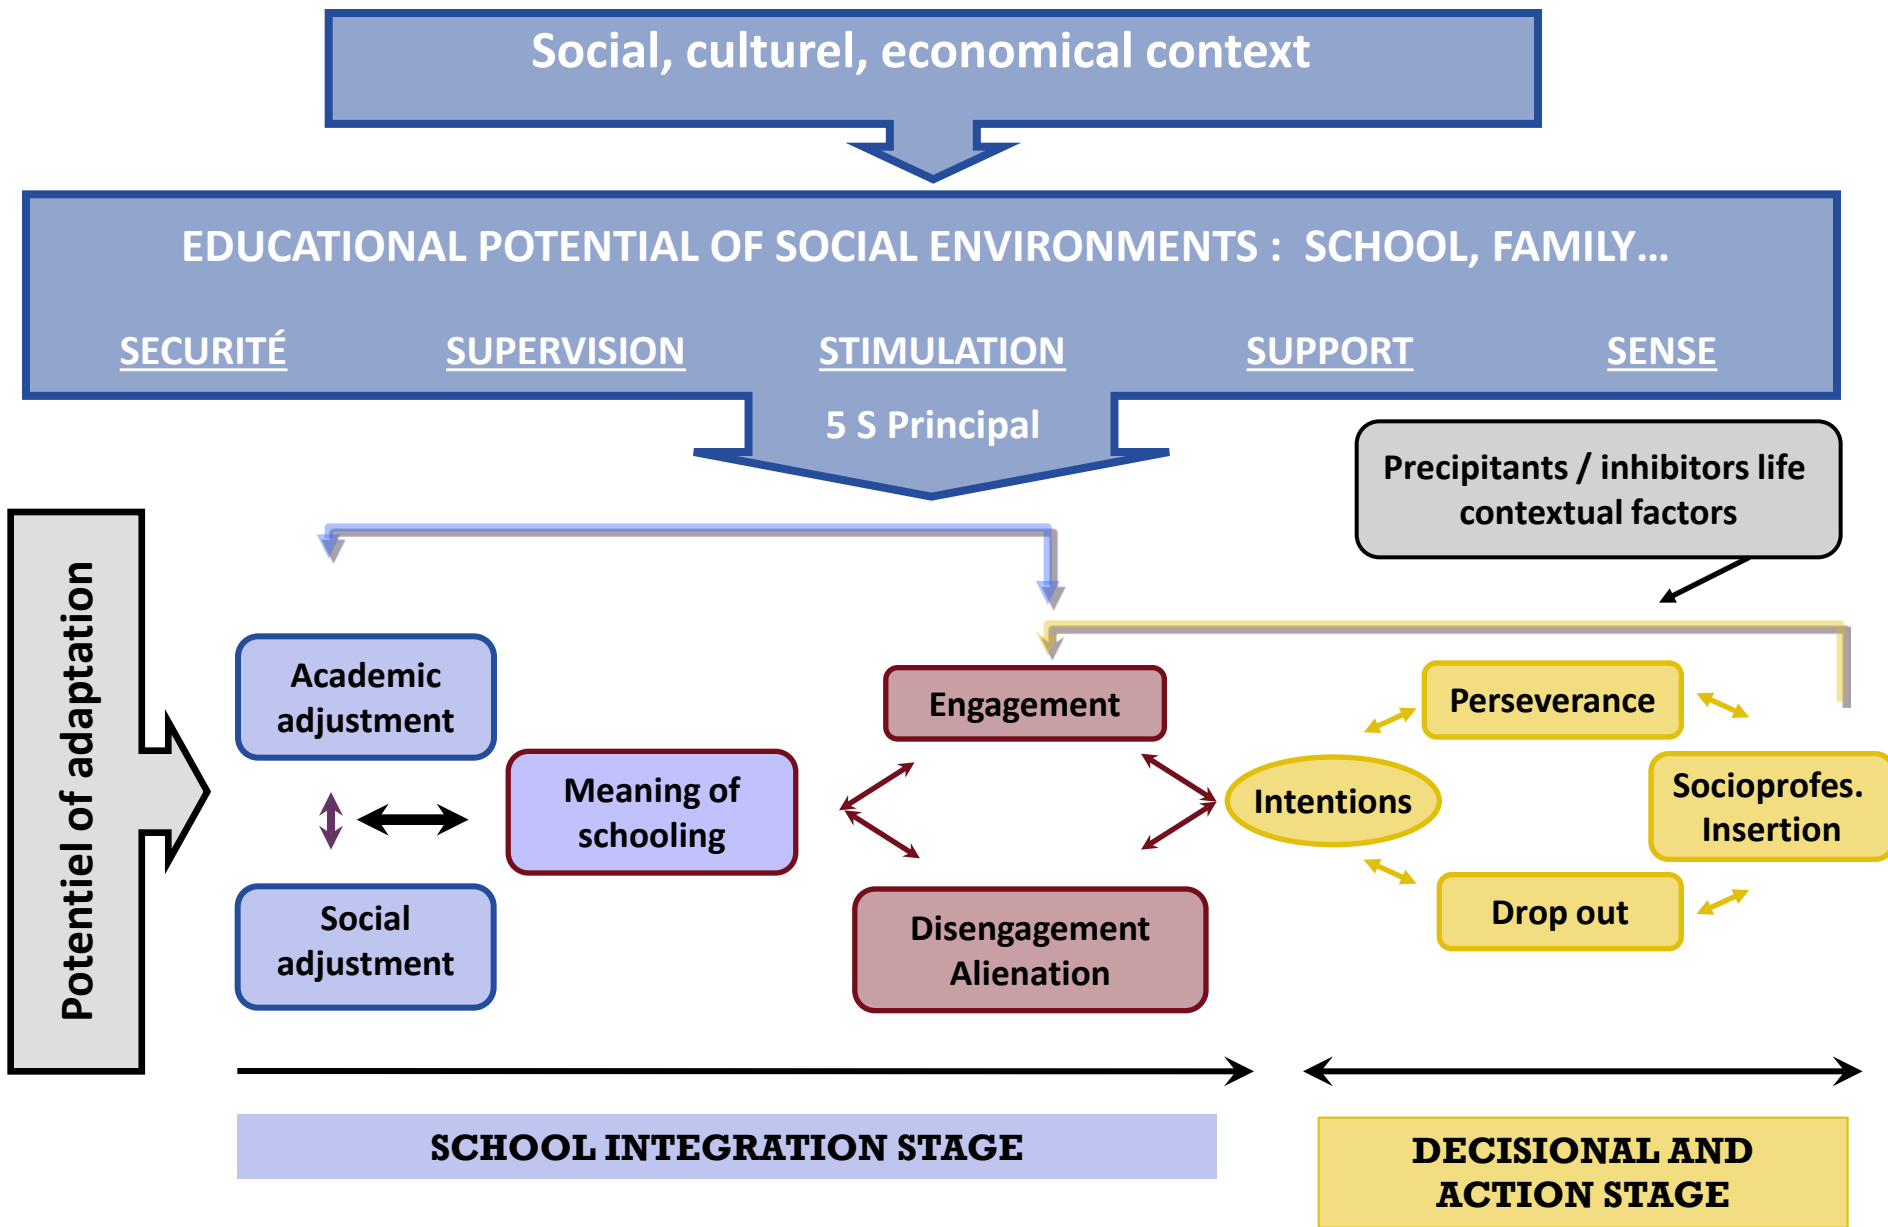 Social, culturel, economical context
EDUCATIONAL POTENTIAL OF SOCIAL ENVIRONMENTS : SCHOOL, FAMILY...
SECURITÉ SUPERVISION STIMULATION SUPPORT SENSE
5 S Principal
Precipitants / inhibitors life
contextual factors
Potentiel of adaptation
Academic
adjustment
Social
adjustment
Meaning of
schooling
Engagement
Disengagement
Alienation
Intentions
Perseverance
Drop out
Socioprofes.
Insertion
SCHOOL INTEGRATION STAGE
DECISIONAL AND
ACTION STAGE